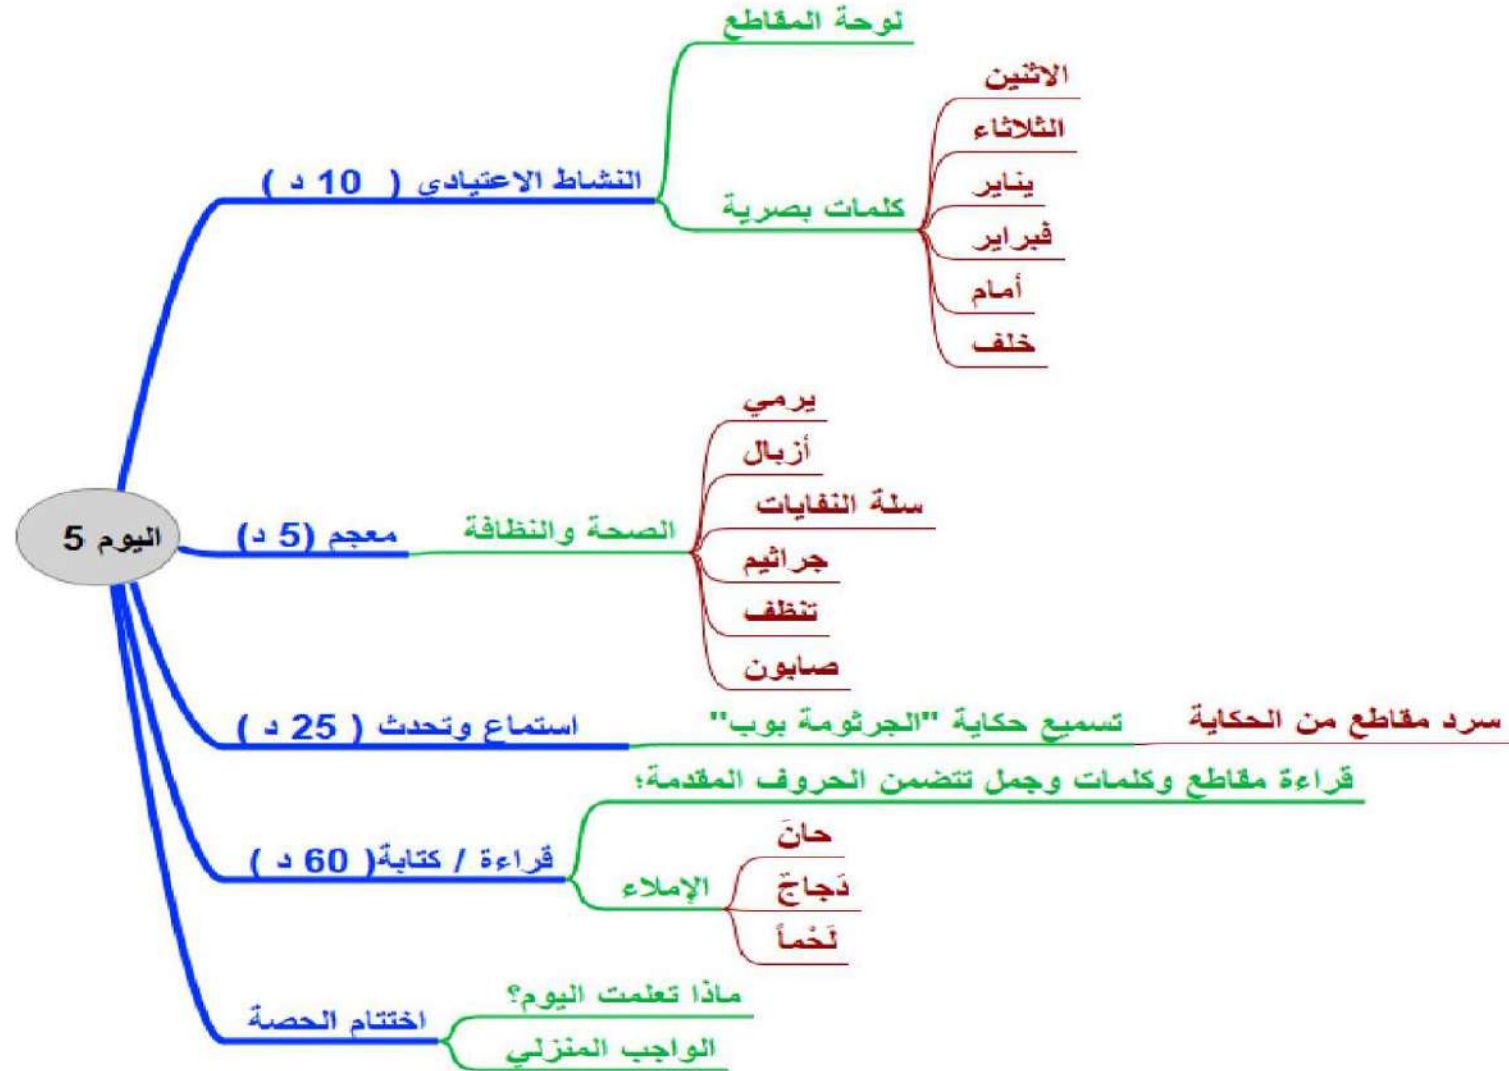 اليوم 5
النشاط الاعتيادي ( 10 د )
لوحة المقاطع
كلمات بصرية
الاثنين
الثلاثاء
يناير
فبراير
أمام
خلف
معجم (5 د)
الصحة والنظافة
يرمي
أزبال
سلة النفايات
جراثيم
تنظف
صابون
استماع وتحدث ( 25 د )
تسميع حكاية "الجرثومة بوب"
سرد مقاطع من الحكاية
قراءة / كتابة( 60 د )
قراءة مقاطع وكلمات وجمل تتضمن الحروف المقدمة؛
الإملاء
حانَ
دَجاجٌ
لَحْماً
اختتام الحصة
ماذا تعلمت اليوم؟
الواجب المنزلي